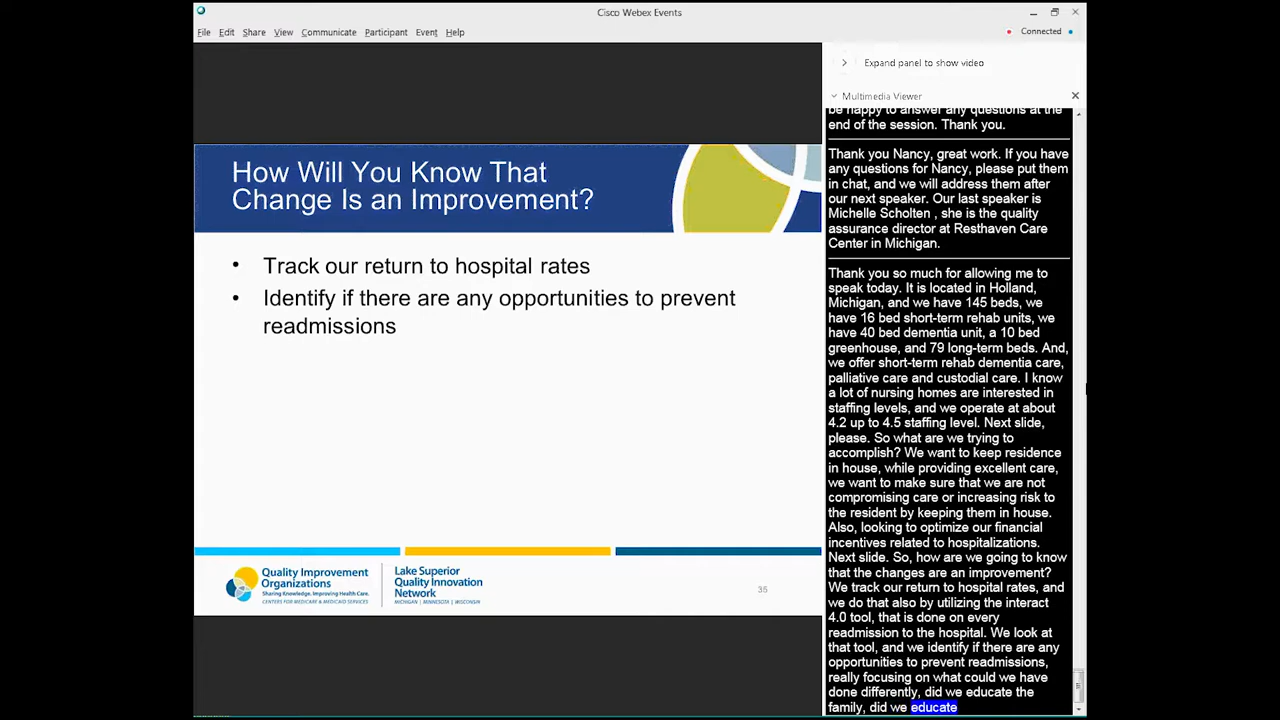 Cisco Webex Events
File Edit Share View Communicate Participant Event Help
Connected
How Will You Know That
Change Is an Improvement?
• Track our return to hospital rates
• Identify if there are any opportunities to prevent
readmissions
Quality Improvement
Organizations
Sharing Knowledge. Improving Health Care.
CENTERS FOR MEDICARE & MEDICAID SERVICES
Lake Superior
Quality Innovation
Network
MICHIGAN | MINNESOTA | WISCONSIN
35
Expand panel to show video
Multimedia Viewer
be happy to answer any questions at the
end of the session. Thank you.
Thank you Nancy, great work. If you have
any questions for Nancy, please put them
in chat, and we will address them after
our next speaker. Our last speaker is
Michelle Scholten , she is the quality
assurance director at Resthaven Care
Center in Michigan.
Thank you so much for allowing me to
speak today. It is located in Holland,
Michigan, and we have 145 beds, we
have 16 bed short-term rehab units, we
have 40 bed dementia unit, a 10 bed
greenhouse, and 79 long-term beds. And,
we offer short-term rehab dementia care,
palliative care and custodial care. I know
a lot of nursing homes are interested in
staffing levels, and we operate at about
4.2 up to 4.5 staffing level. Next slide,
please. So what are we trying to
accomplish? We want to keep residence
in house, while providing excellent care,
we want to make sure that we are not
compromising care or increasing risk to
the resident by keeping them in house.
Also, looking to optimize our financial
incentives related to hospitalizations.
Next slide. So, how are we going to know
that the changes are an improvement?
We track our return to hospital rates, and
we do that also by utilizing the interact
4.0 tool, that is done on every
readmission to the hospital. We look at
that tool, and we identify if there are any
opportunities to prevent readmissions,
really focusing on what could we have
done differently, did we educate the
family, did we educate